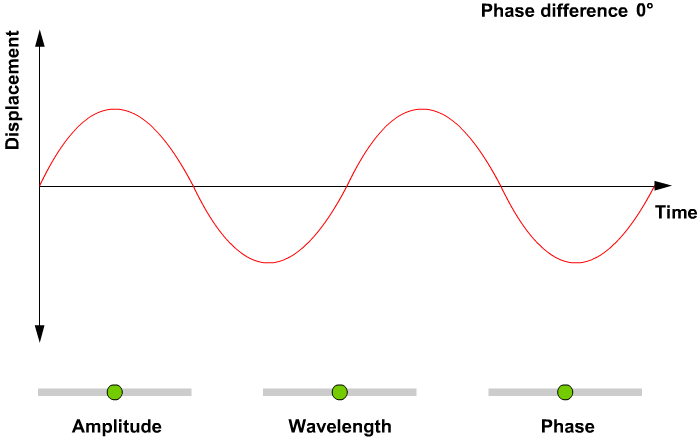 Phase difference 0°
Displacement
Time
Amplitude
Wavelength
Phase